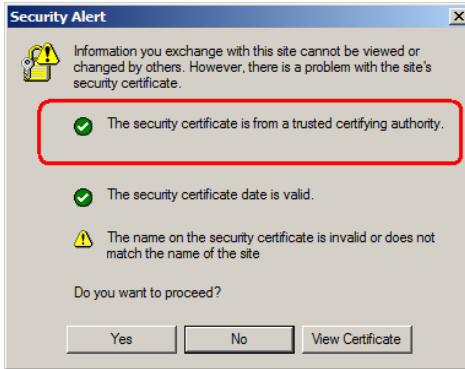 Security Alert
Information you exchange with this site cannot be viewed or
changed by others. However, there is a problem with the site's
security certificate.
The security certificate is from a trusted certifying authority.
The security certificate date is valid.
The name on the security certificate is invalid or does not
match the name of the site
Do you want to proceed?
Yes No View Certificate